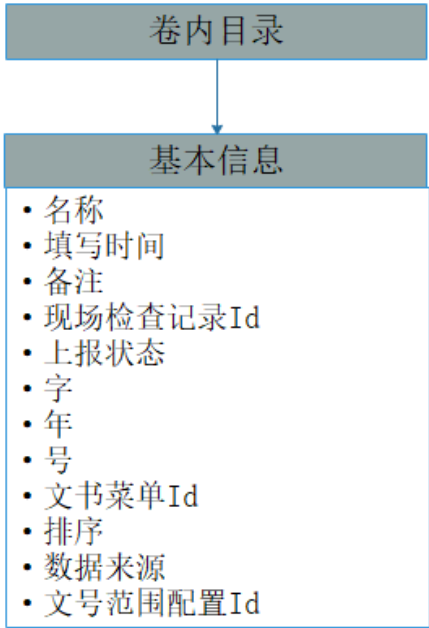 卷内目录
基本信息
• 名称
• 填写时间
• 备注
• 现场检查记录Id
• 上报状态
• 字
• 年
• 号
• 文书菜单Id
• 排序
• 数据来源
• 文号范围配置Id